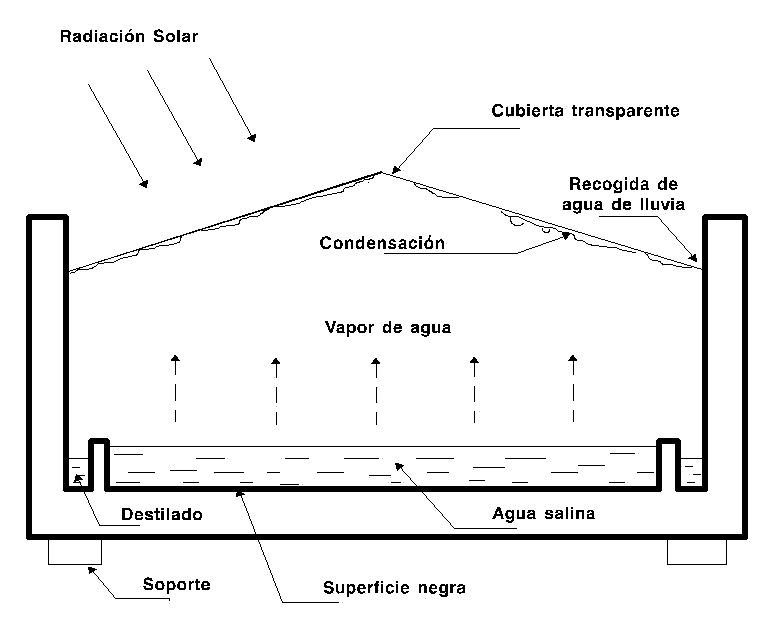 Radiación Solar
Cubierta transparente
Recogida de
agua de lluvia
Condensación
Vapor de agua
Destilado
Agua salina
Soporte
Superficie negra